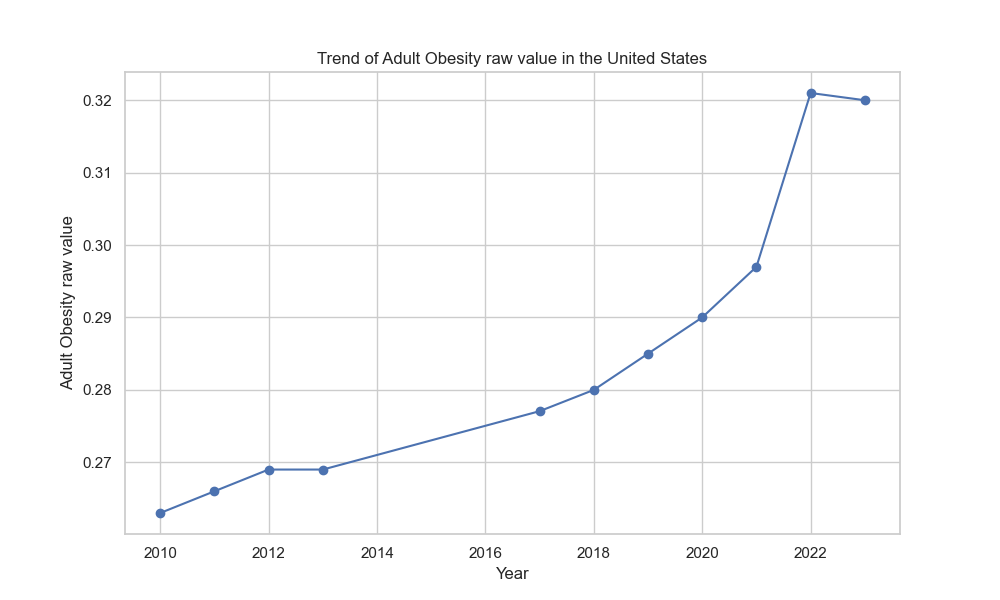 Trend of Adult Obesity raw value in the United States
Adult Obesity raw value
0.32
0.31
0.30
0.29
0.28
0.27
2010 2012 2014 2016 2018 2020 2022
Year